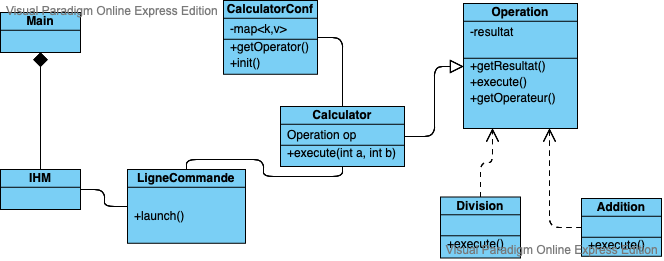 Visual Paradigm Online Express Edition
Main
CalculatorConf
-map<k,v>
+getOperator()
+init()
Operation
-resultat
+getResultat()
+execute()
+getOperateur()
Calculator
Operation op
+execute(int a, int b)
IHM
LigneCommande
+launch()
Division
+execute()
Addition
+execute()
Visual Paradigm Online Express Edition